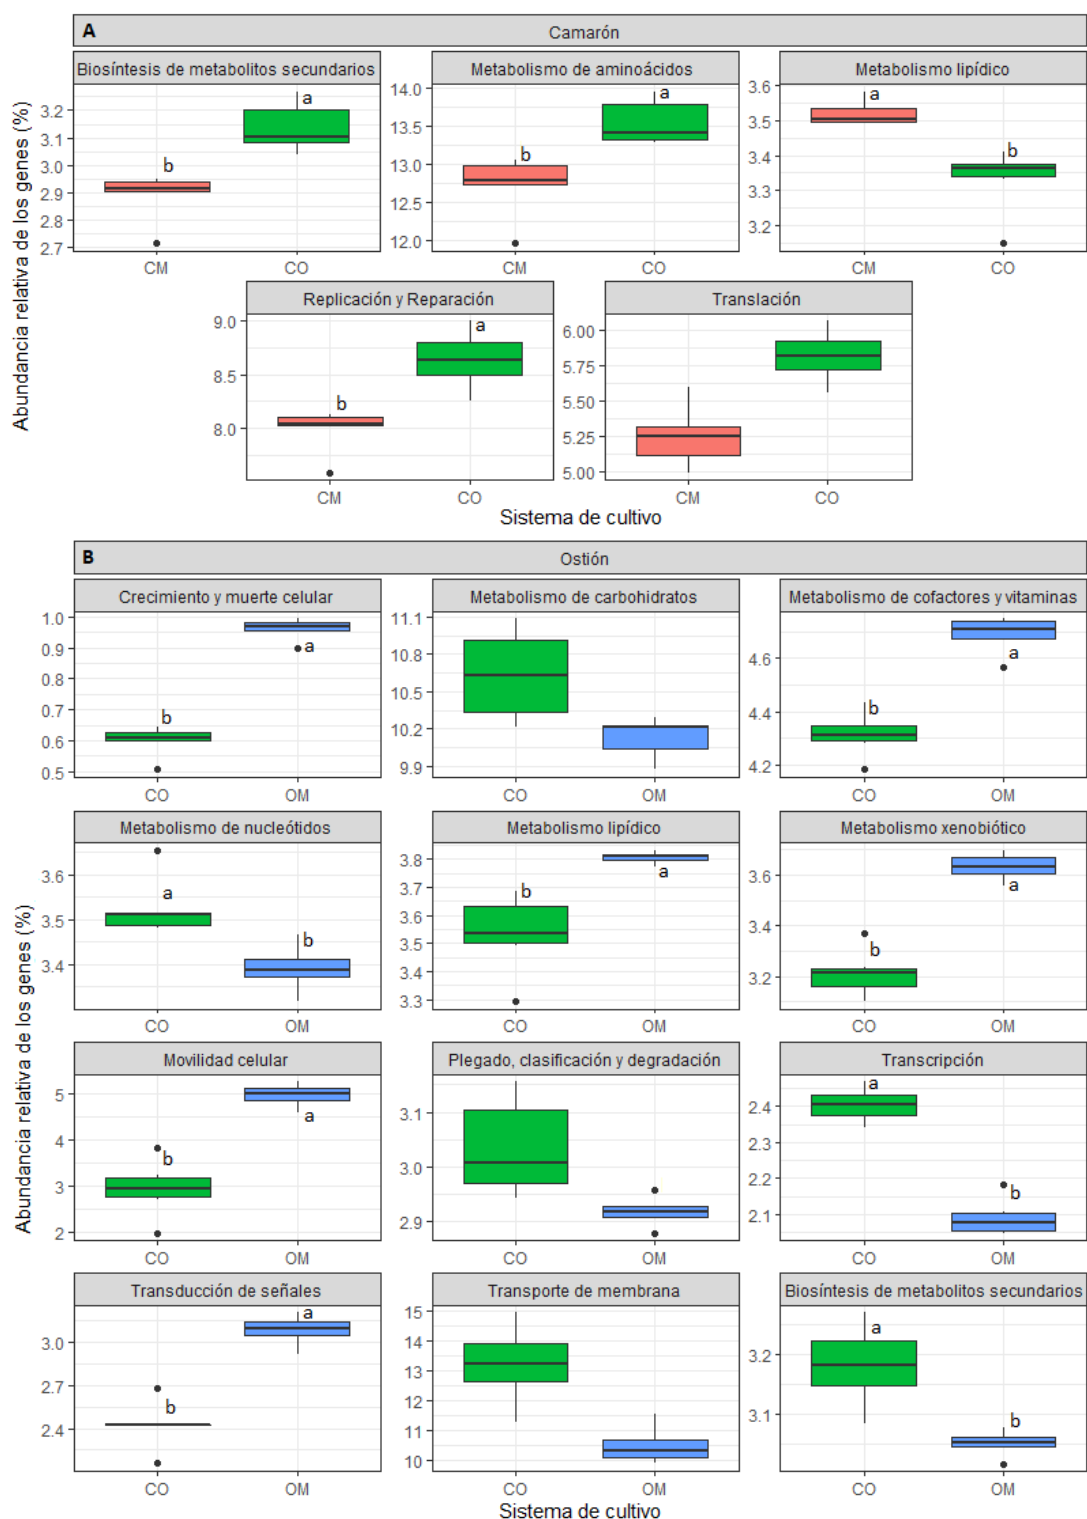 A
Camarón
Abundancia relativa de los genes (%)
Biosíntesis de metabolitos secundarios
3.2
3.1
3.0
2.9
2.8
2.7
b
a
CM
CO
Metabolismo de aminoácidos
14.0
13.5
13.0
12.5
12.0
b
a
CM
CO
Metabolismo lipídico
3.6
3.5
3.4
3.3
3.2
a
b
CM
CO
Replicación y Reparación
9.0
8.5
8.0
b
a
CM
CO
Translación
6.00
5.75
5.50
5.25
5.00
CM
CO
Sistema de cultivo
B
Ostión
Abundancia relativa de los genes (%)
Crecimiento y muerte celular
1.0
0.9
0.8
0.7
0.6
0.5
b
a
CO
OM
Metabolismo de carbohidratos
11.1
10.8
10.5
10.2
9.9
CO
OM
Metabolismo de cofactores y vitaminas
4.6
4.4
4.2
b
a
CO
OM
Metabolismo de nucleótidos
3.6
3.5
3.4
a
b
CO
OM
Metabolismo lipídico
3.8
3.7
3.6
3.5
3.4
3.3
b
a
CO
OM
Metabolismo xenobiótico
3.6
3.4
3.2
b
a
CO
OM
Movilidad celular
5
4
3
2
b
a
CO
OM
Plegado, clasificación y degradación
3.1
3.0
2.9
CO
OM
Transcripción
2.4
2.3
2.2
2.1
a
b
CO
OM
Transducción de señales
3.0
2.7
2.4
b
a
CO
OM
Transporte de membrana
15
14
13
12
11
10
CO
OM
Biosíntesis de metabolitos secundarios
3.2
3.1
a
b
CO
OM
Sistema de cultivo